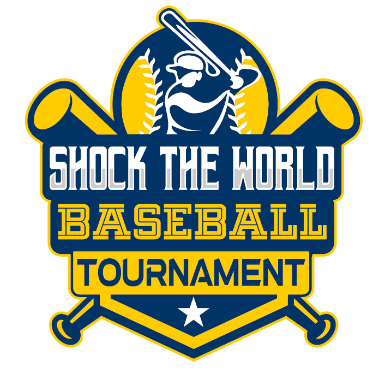 SHOCK THE WORLD
BASEBALL
TOURNAMENT